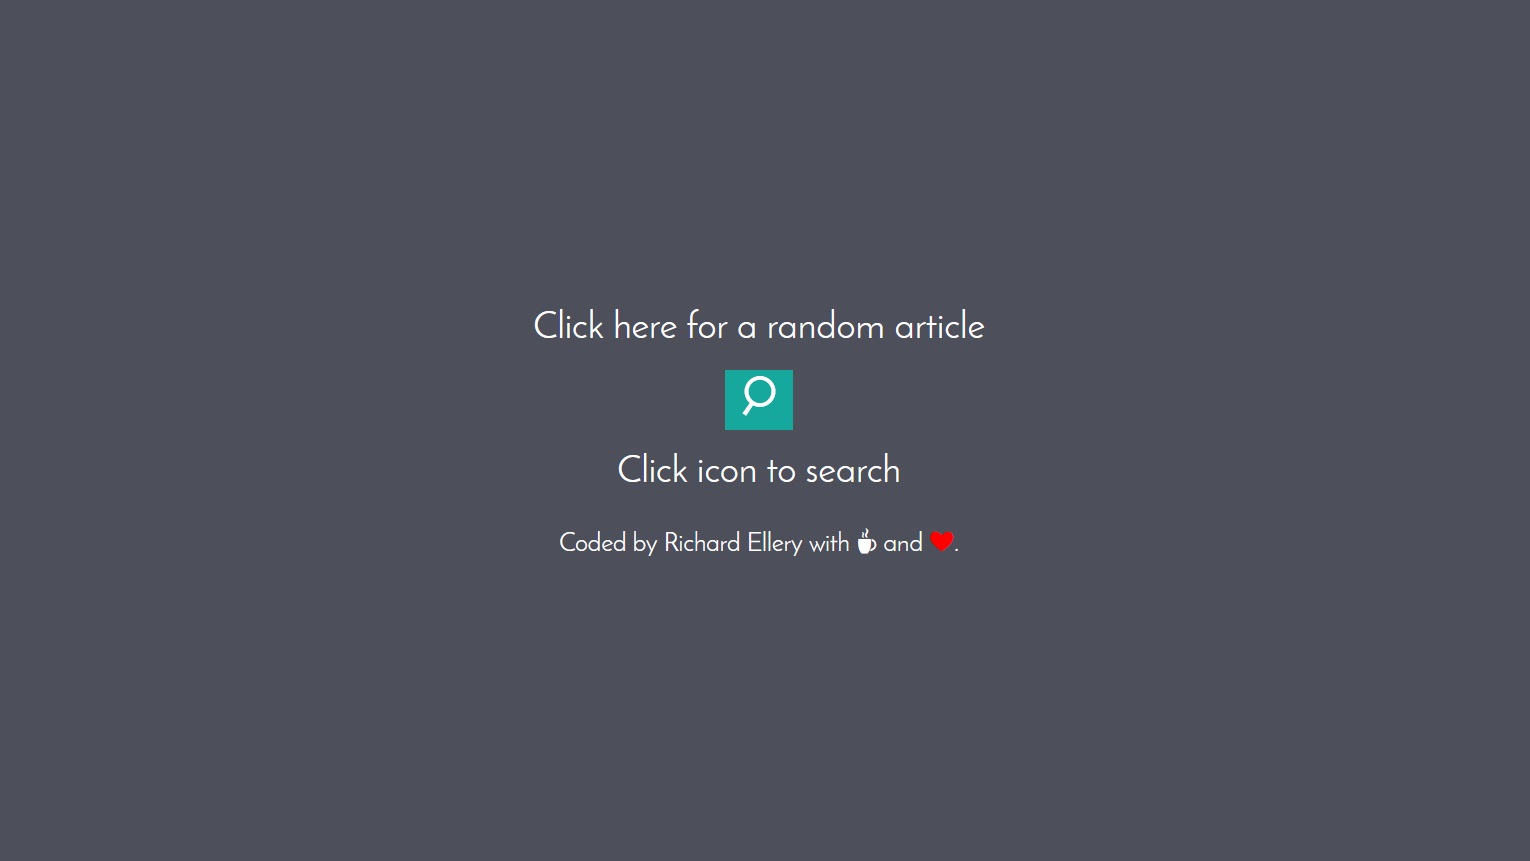 Click here for a random article
Click icon to search
Coded by Richard Ellery with and .